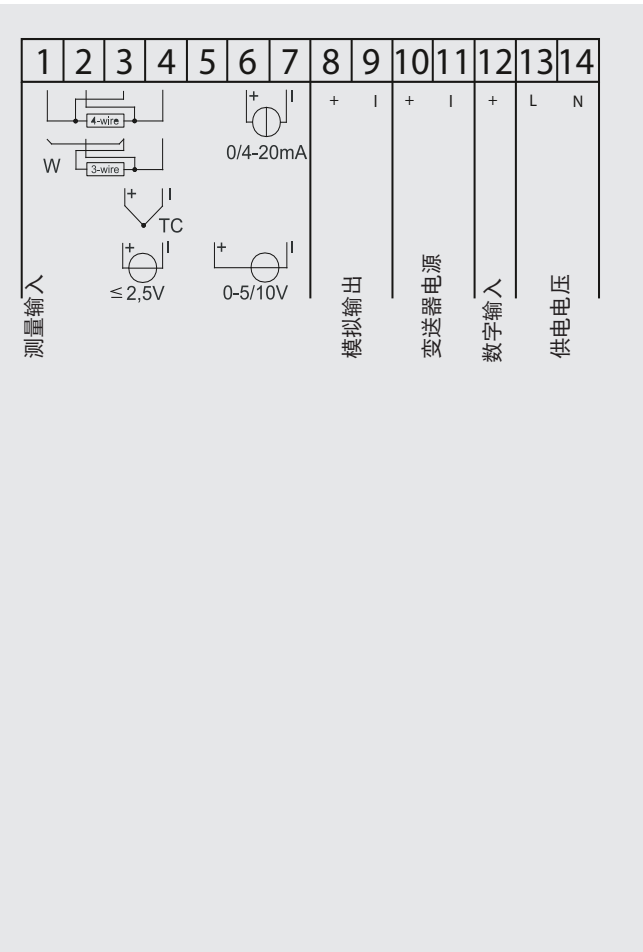 1 2 3 4 5 6 7 8 9 10 11 12 13 14
+ I + I + I + L N
4-wire
0/4-20mA
W 3-wire
+ I
TC
+ I + I
≤2,5V 0-5/10V
测量输入
模拟输出
变送器电源
数字输入
供电电压